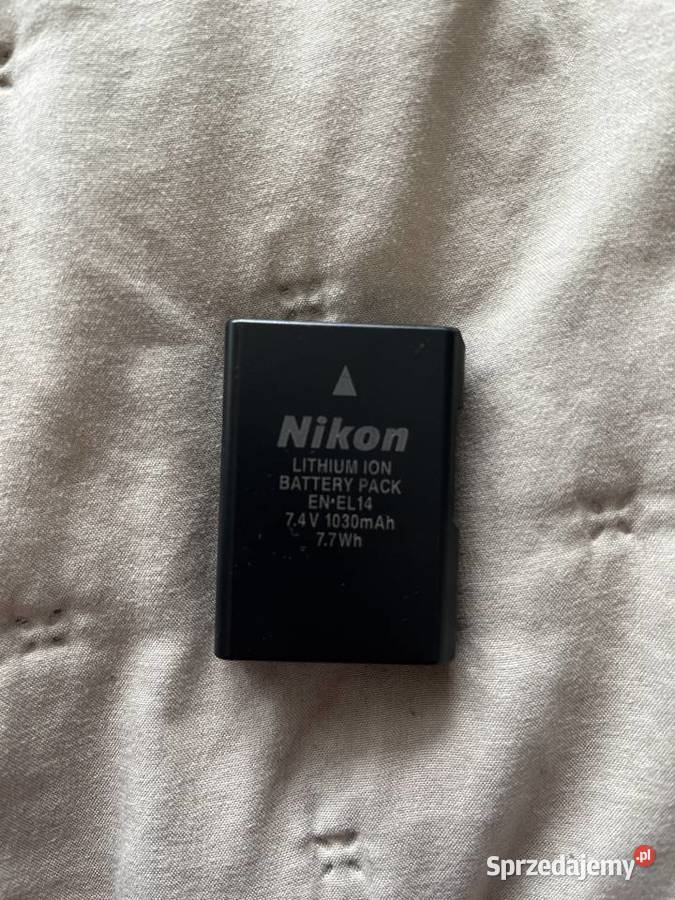 Nikon
LITHIUM ION
BATTERY PACK
EN•EL14
7.4V 1030mAh
7.7Wh
Sprzedajemy.pl